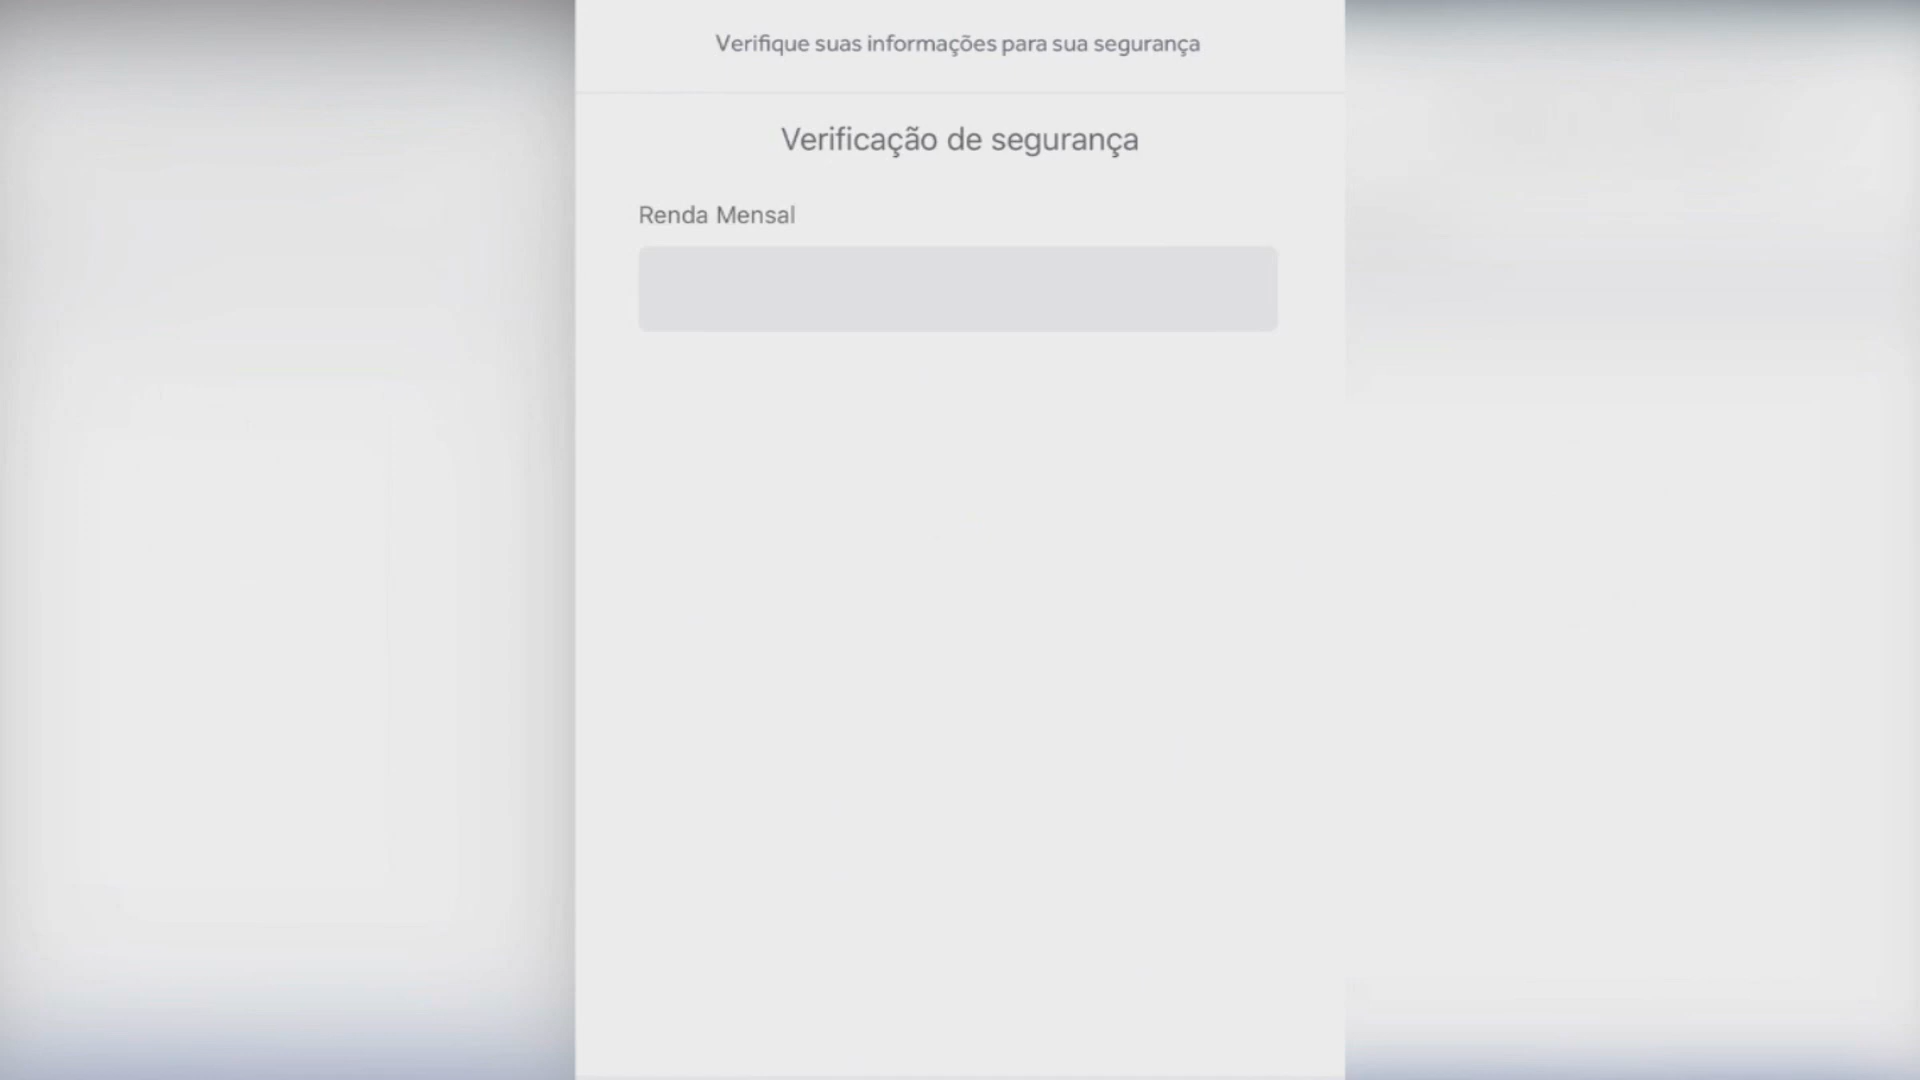 Verifique suas informações para sua segurança
Verificação de segurança
Renda Mensal